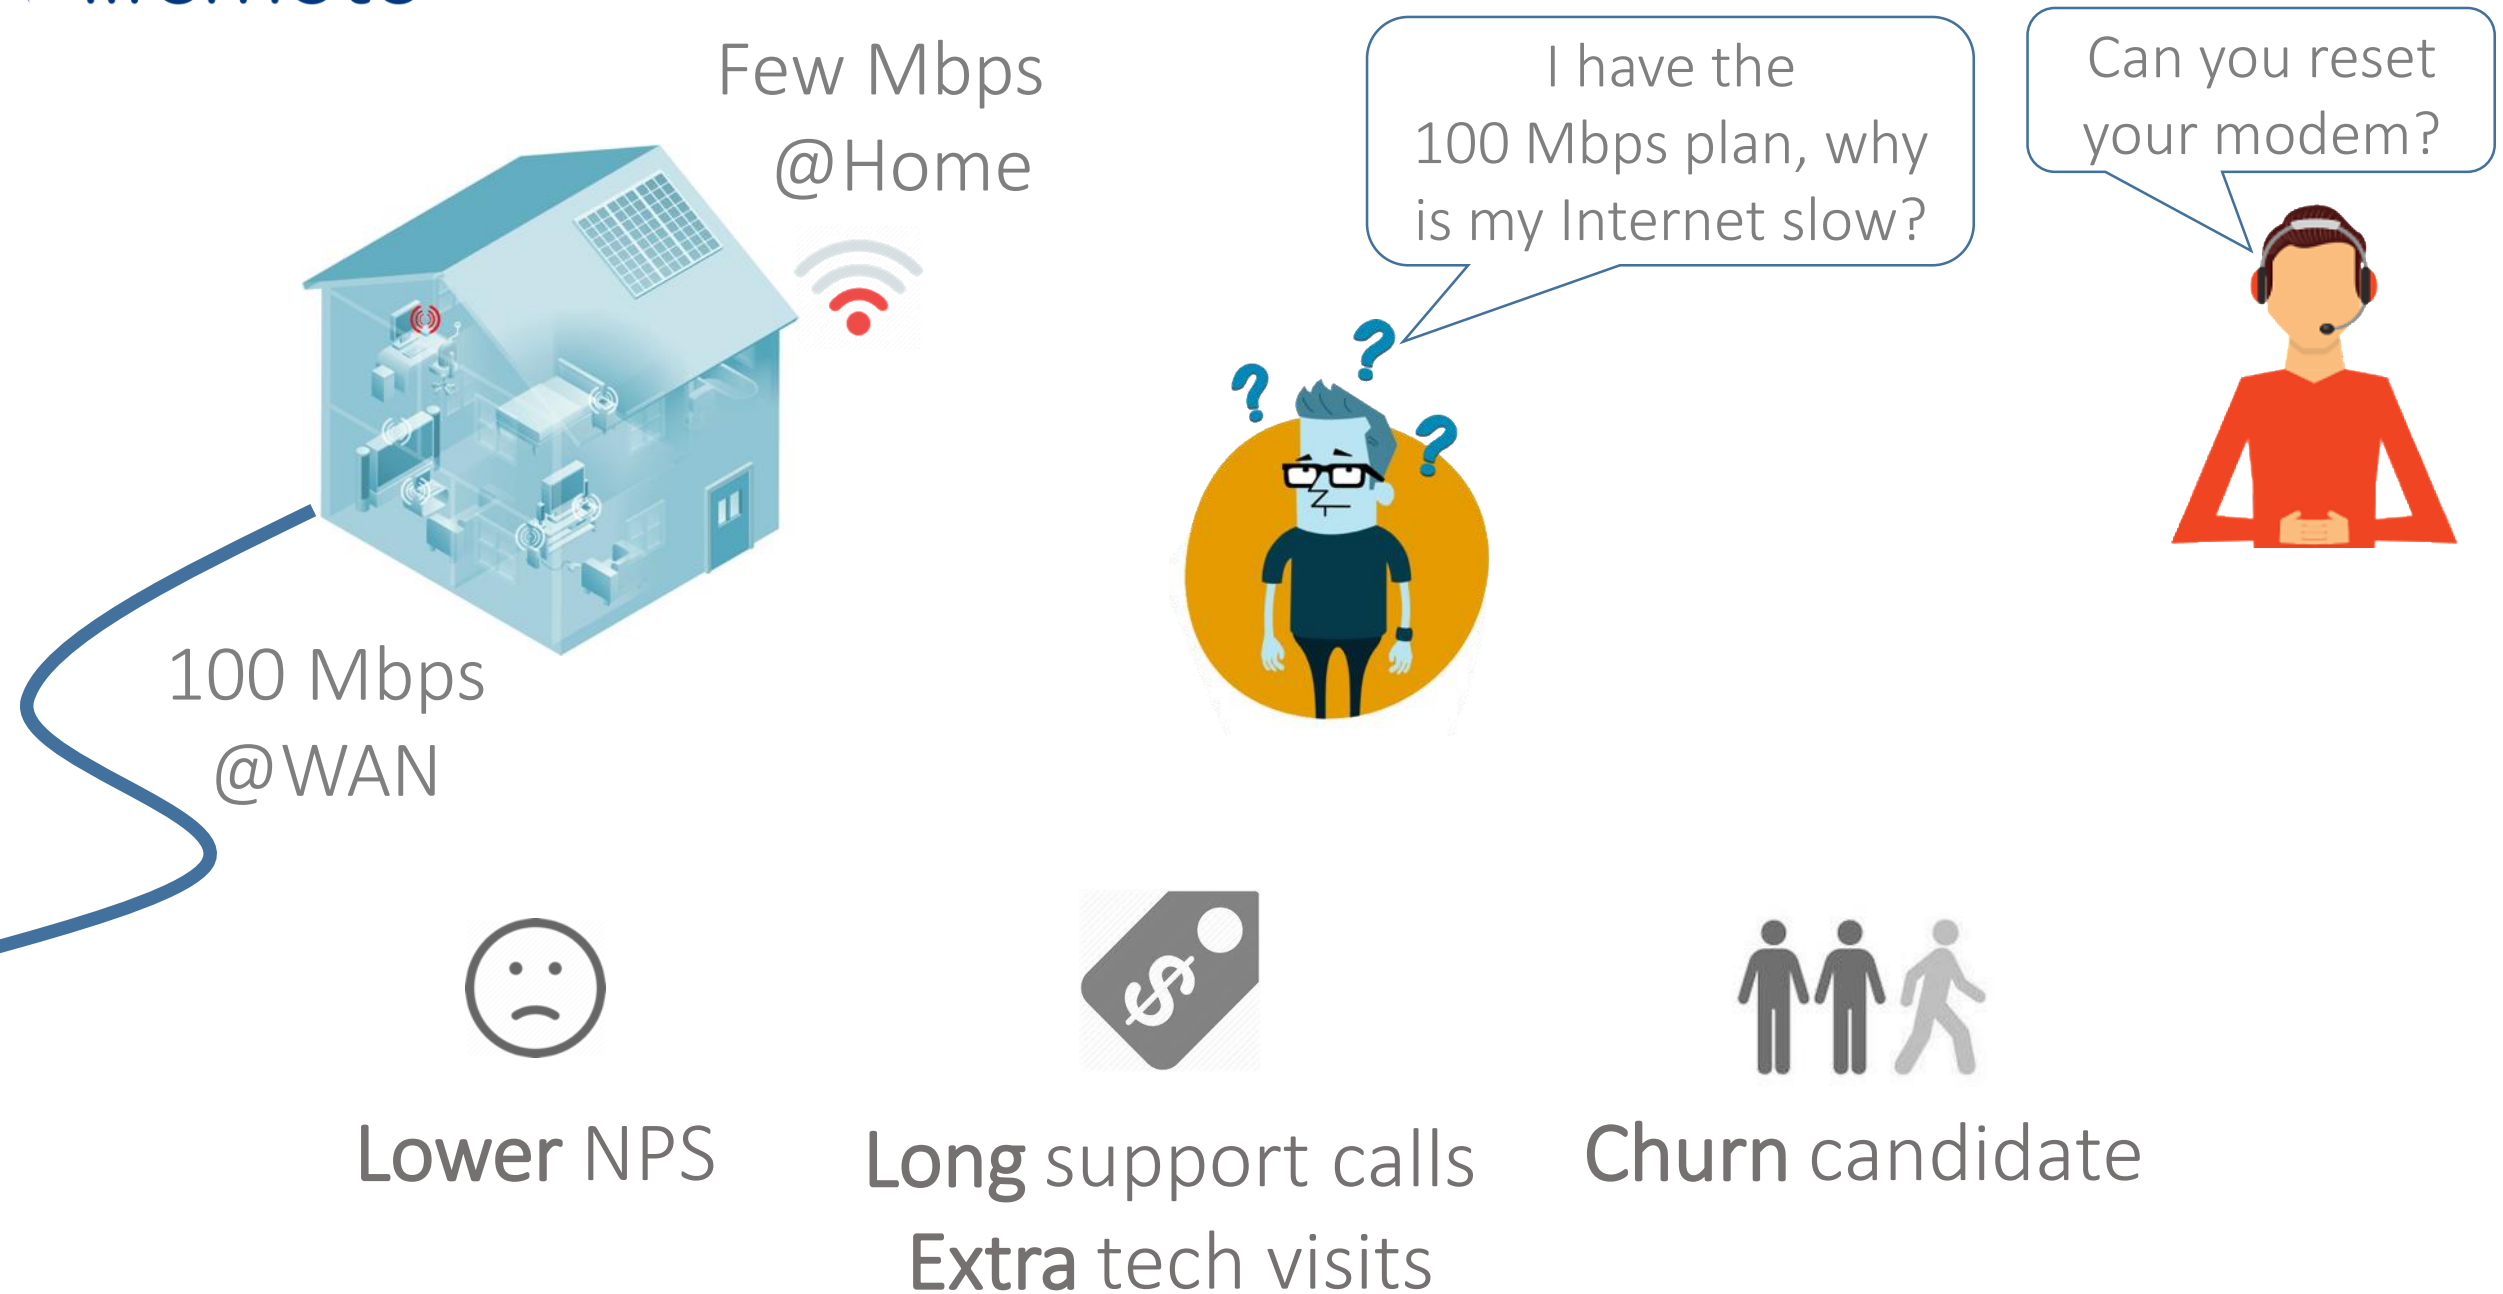 Few Mbps
@Home
I have the
100 Mbps plan, why
is my Internet slow?
Can you reset
your modem?
100 Mbps
@WAN
Lower NPS
Long support calls
Extra tech visits
Churn candidate